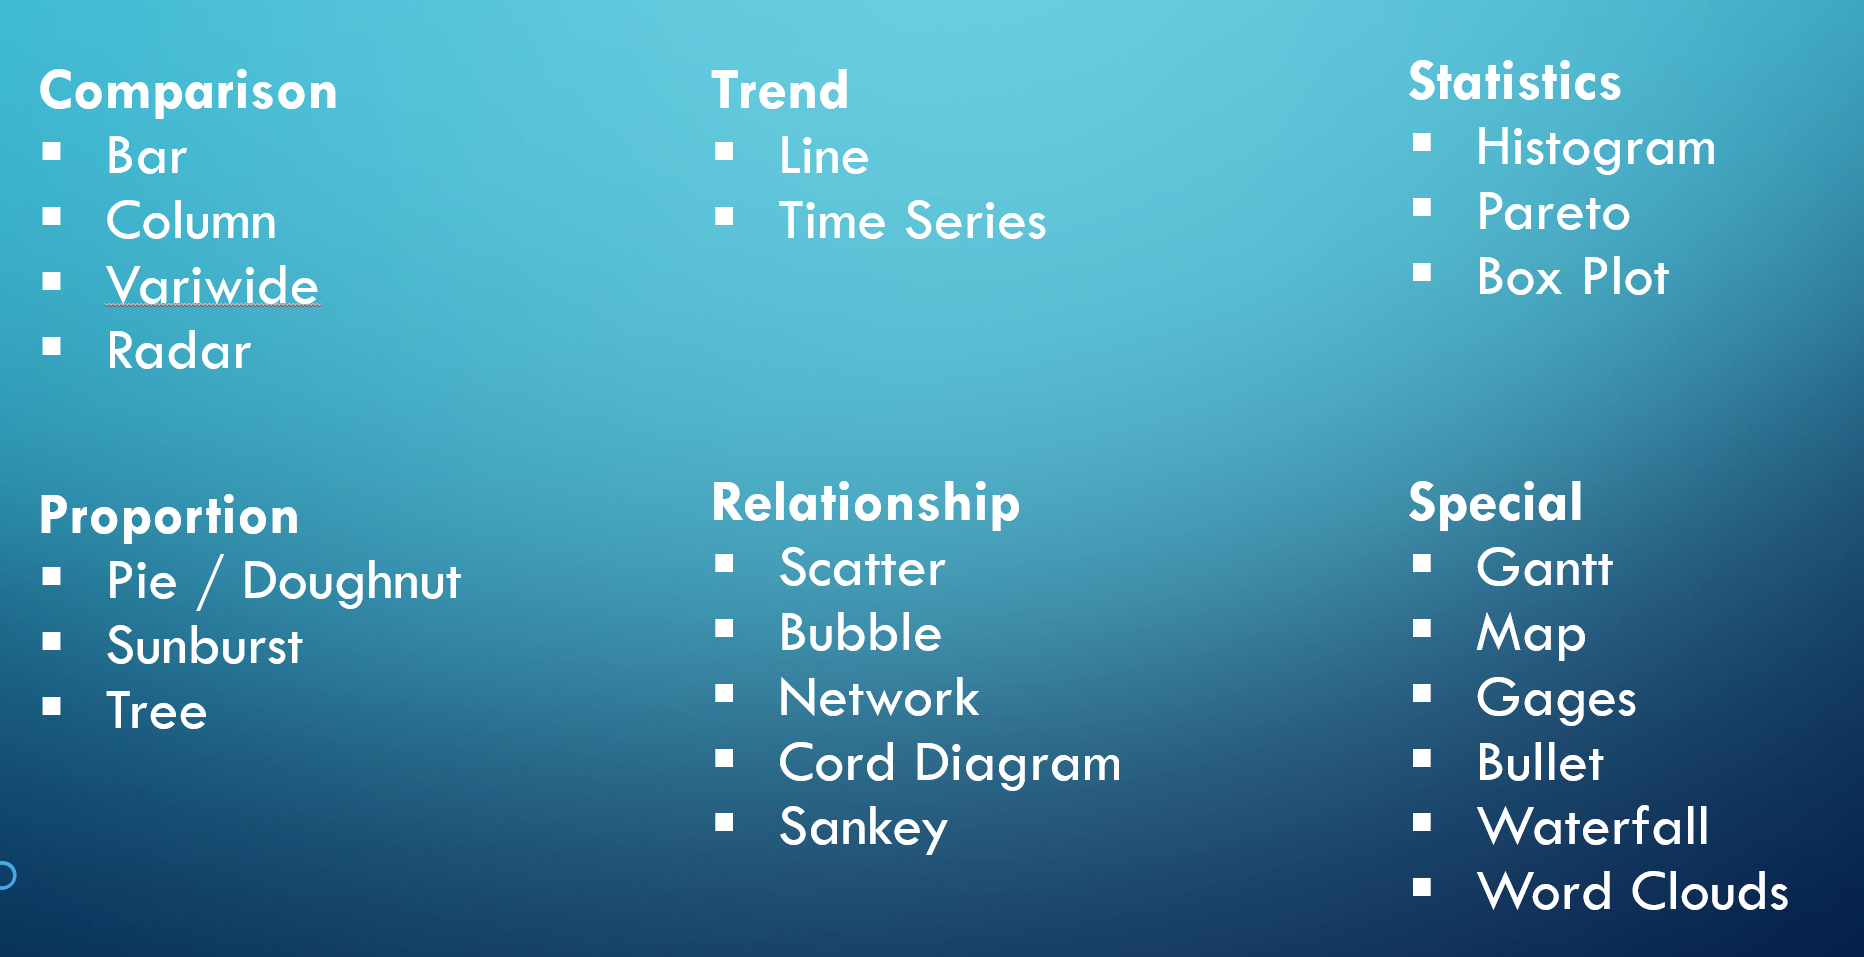 Comparison
▪ Bar
▪ Column
▪ Variwide
▪ Radar
Trend
▪ Line
▪ Time Series
Statistics
▪ Histogram
▪ Pareto
▪ Box Plot
Proportion
▪ Pie / Doughnut
▪ Sunburst
▪ Tree
Relationship
▪ Scatter
▪ Bubble
▪ Network
▪ Cord Diagram
▪ Sankey
Special
▪ Gantt
▪ Map
▪ Gages
▪ Bullet
▪ Waterfall
▪ Word Clouds